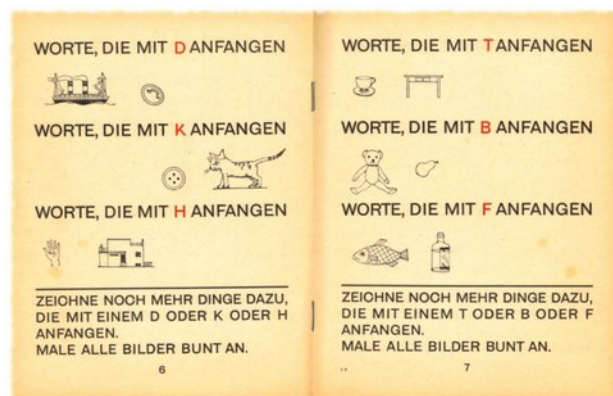 WORTE, DIE MIT D ANFANGEN
WORTE, DIE MIT K ANFANGEN
WORTE, DIE MIT H ANFANGEN
ZEICHNE NOCH MEHR DINGE DAZU,
DIE MIT EINEM D ODER K ODER H
ANFANGEN.
MALE ALLE BILDER BUNT AN.
6
WORTE, DIE MIT T ANFANGEN
WORTE, DIE MIT B ANFANGEN
WORTE, DIE MIT F ANFANGEN
ZEICHNE NOCH MEHR DINGE DAZU,
DIE MIT EINEM T ODER B ODER F
ANFANGEN.
MALE ALLE BILDER BUNT AN.
7